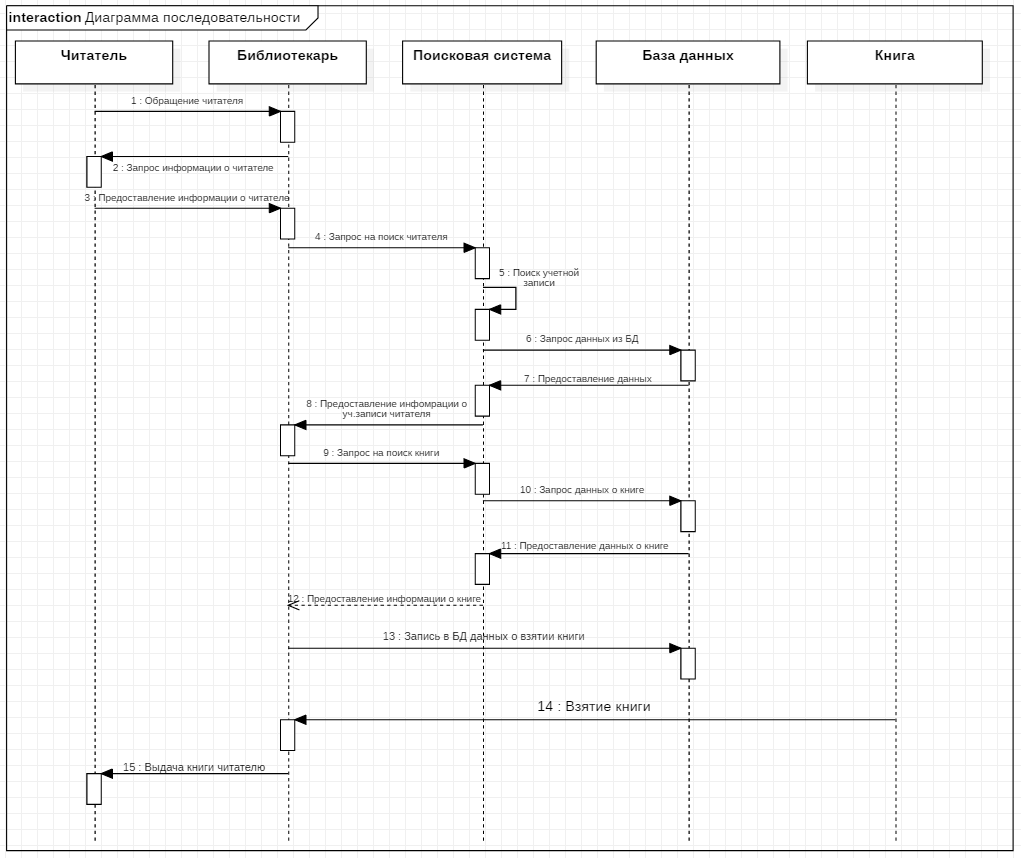 interaction Диаграмма последовательности
Читатель
Библиотекарь
Поисковая система
База данных
Книга
1 : Обращение читателя
2 : Запрос информации о читателе
3 : Предоставление информации о читателе
4 : Запрос на поиск читателя
5 : Поиск учетной
записи
6 : Запрос данных из БД
7 : Предоставление данных
8 : Предоставление инфомрации о
уч.записи читателя
9 : Запрос на поиск книги
10 : Запрос данных о книге
11 : Предоставление данных о книге
12 : Предоставление информации о книге
13 : Запись в БД данных о взятии книги
14 : Взятие книги
15 : Выдача книги читателю